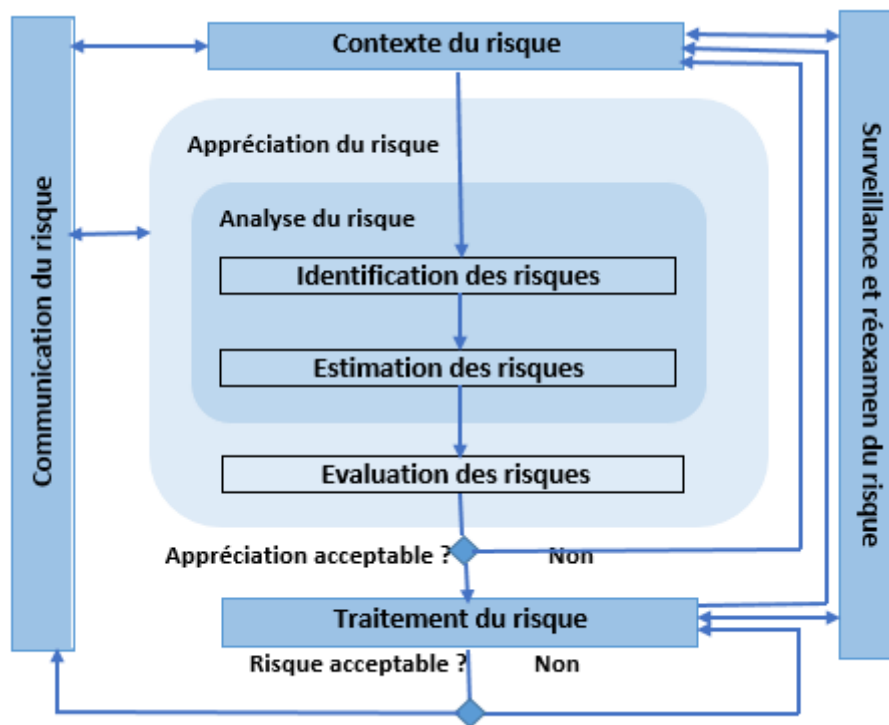 Contexte du risque
Appréciation du risque
Analyse du risque
Identification des risques
Estimation des risques
Evaluation des risques
Appréciation acceptable ?
Non
Traitement du risque
Risque acceptable ?
Non
Communication du risque
Surveillance et réexamen du risque